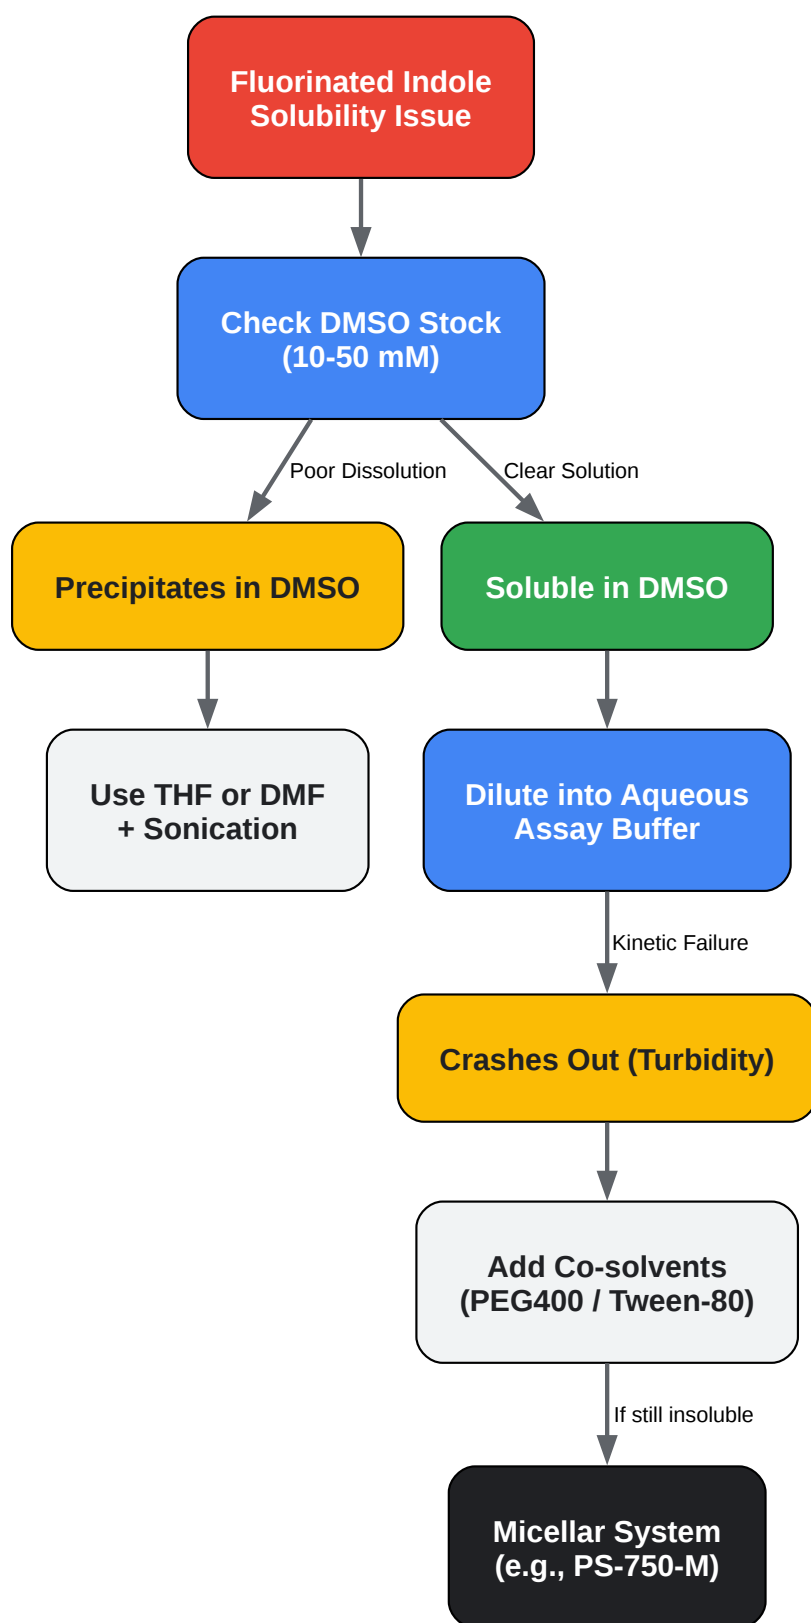 Fluorinated Indole
Solubility Issue
Check DMSO Stock
(10-50 mM)
Poor Dissolution
Clear Solution
Precipitates in DMSO
Soluble in DMSO
Use THF or DMF
+ Sonication
Dilute into Aqueous
Assay Buffer
Kinetic Failure
Crashes Out (Turbidity)
Add Co-solvents
(PEG400 / Tween-80)
If still insoluble
Micellar System
(e.g., PS-750-M)